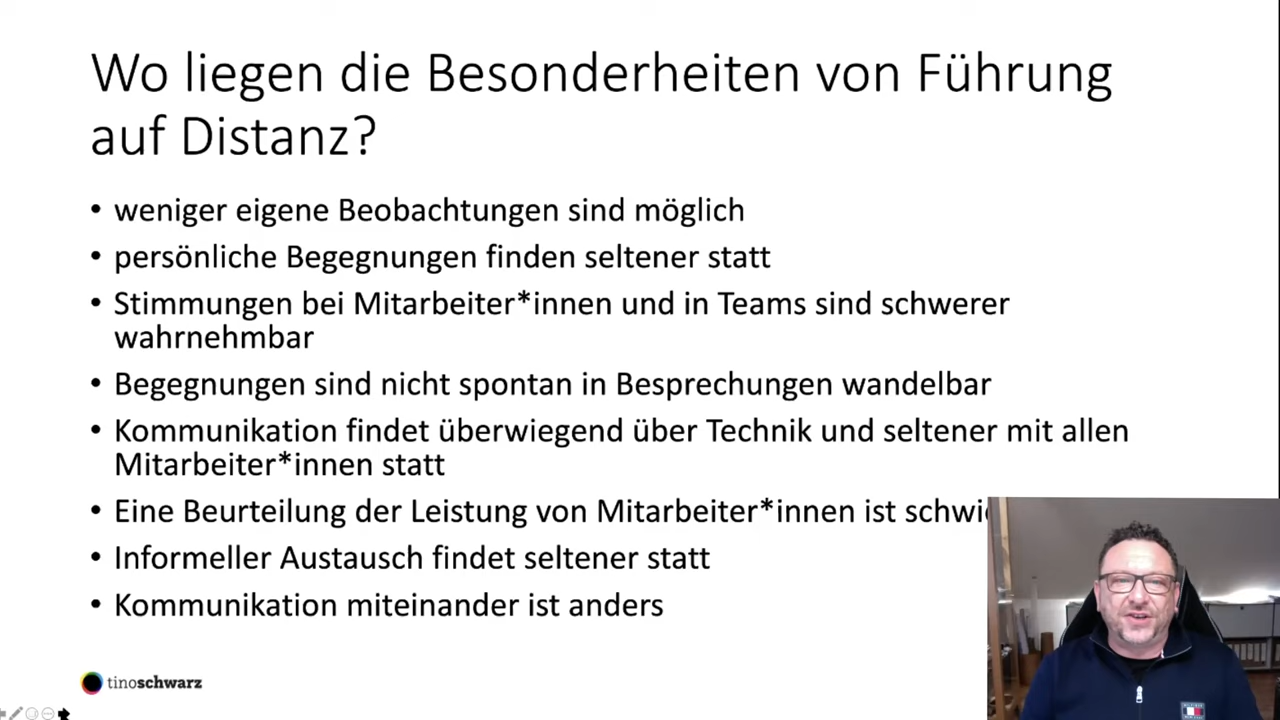 Wo liegen die Besonderheiten von Führung
auf Distanz?
• weniger eigene Beobachtungen sind möglich
• persönliche Begegnungen finden seltener statt
• Stimmungen bei Mitarbeiter*innen und in Teams sind schwerer
wahrnehmbar
• Begegnungen sind nicht spontan in Besprechungen wandelbar
• Kommunikation findet überwiegend über Technik und seltener mit allen
Mitarbeiter*innen statt
• Eine Beurteilung der Leistung von Mitarbeiter*innen ist
• Informeller Austausch findet seltener statt
• Kommunikation miteinander ist anders
tinoschwarz